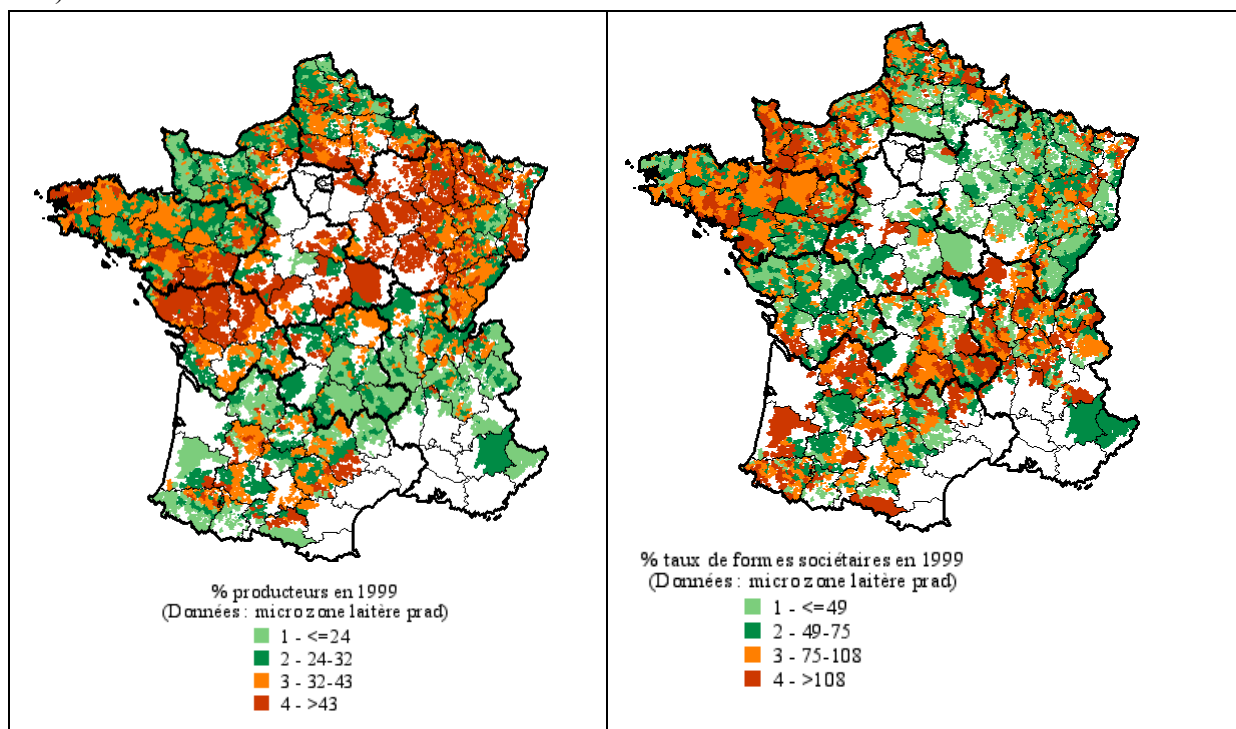 % producteurs en 1999
(Données : microzone laitère prad)
1 - <=24
2 - 24-32
3 - 32-43
4 - >43
% taux de formes sociétaires en 1999
(Données : microzone laitère prad)
1 - <=49
2 - 49-75
3 - 75-108
4 - >108